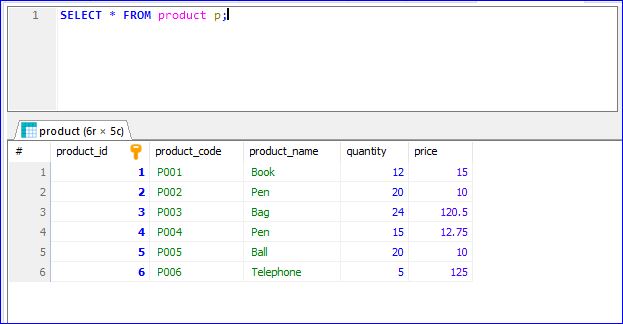 1 SELECT * FROM product p;
product (6r × 5c)
# product_id product_code product_name quantity price
1 1 P001 Book 12 15
2 2 P002 Pen 20 10
3 3 P003 Bag 24 120.5
4 4 P004 Pen 15 12.75
5 5 P005 Ball 20 10
6 6 P006 Telephone 5 125